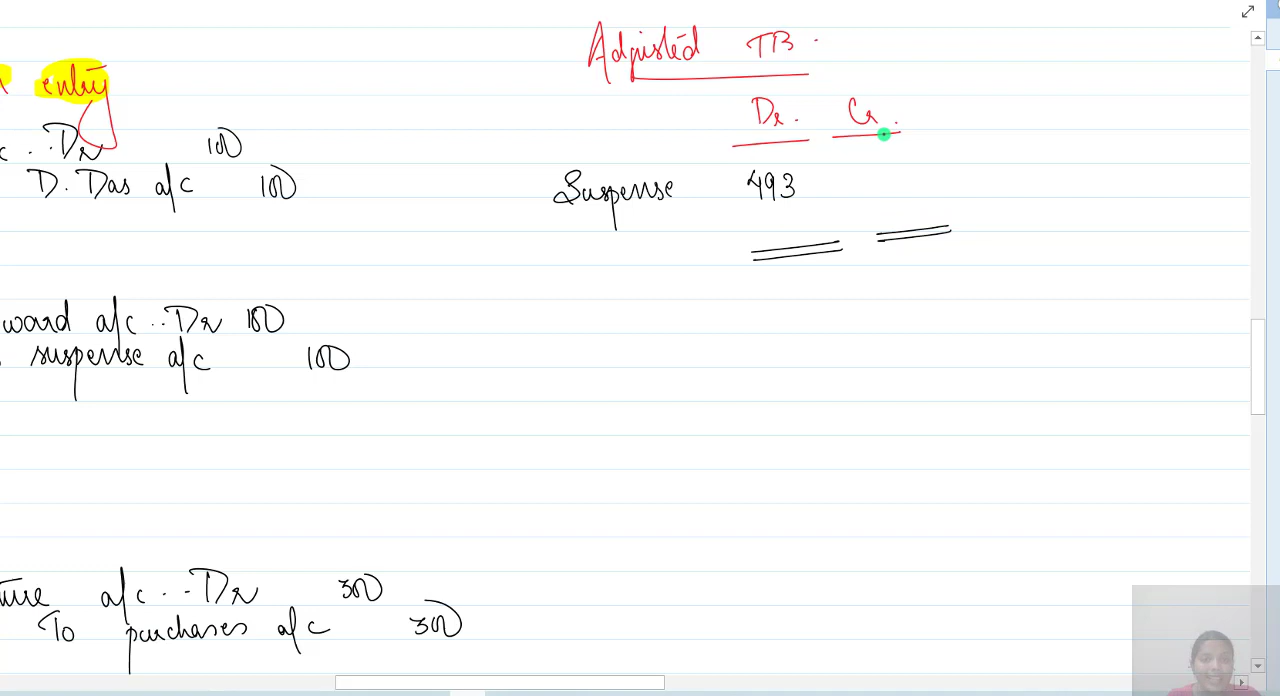 entry
Dr 100
D. Das a/c 100
ward a/c ..Dr 100
suspense a/c 100
ture a/c ..Dr 300
To purchases a/c 300
Adjusted TB.
Dr. Cr.
Suspense 493